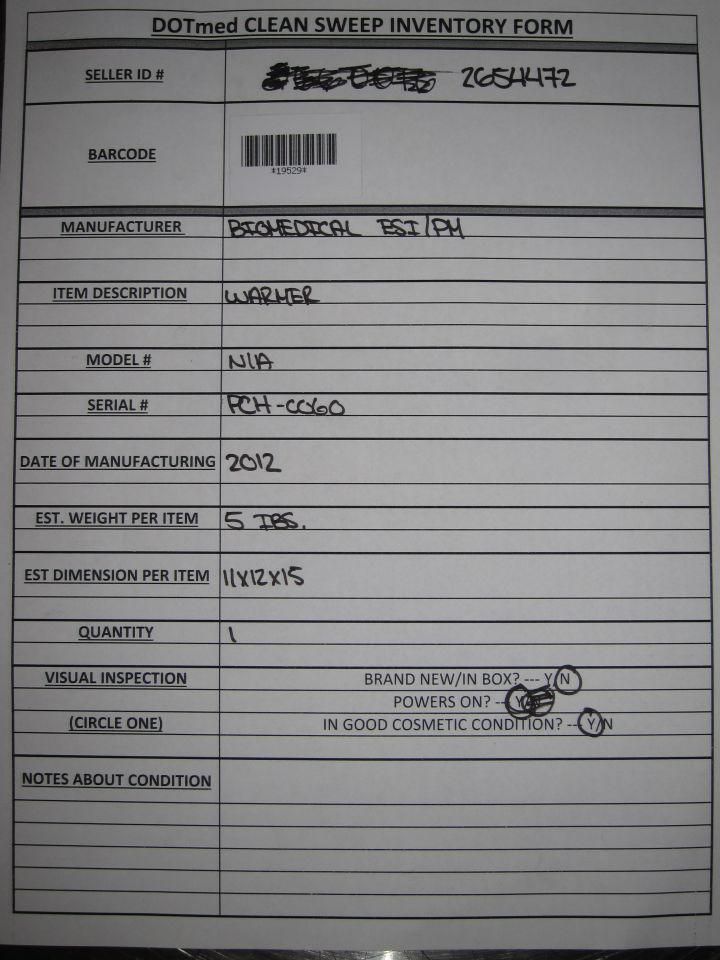 DOTmed CLEAN SWEEP INVENTORY FORM
SELLER ID # 2654472
BARCODE
*19529*
MANUFACTURER BIOMEDICAL ESI/PM
ITEM DESCRIPTION WARMER
MODEL # N/A
SERIAL # PCH-0060
DATE OF MANUFACTURING 2012
EST. WEIGHT PER ITEM 5 IBS.
EST DIMENSION PER ITEM 11X12X15
QUANTITY 1
VISUAL INSPECTION BRAND NEW/IN BOX? --- Y/N
POWERS ON? --- Y/
(CIRCLE ONE) IN GOOD COSMETIC CONDITION? --- Y/N
NOTES ABOUT CONDITION